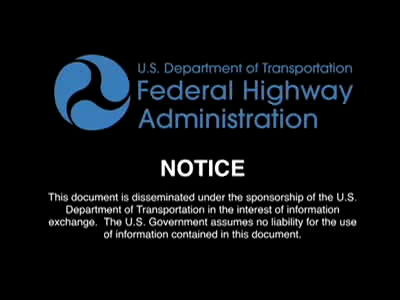 U.S. Department of Transportation
Federal Highway
Administration
NOTICE
This document is disseminated under the sponsorship of the U.S.
Department of Transportation in the interest of information
exchange. The U.S. Government assumes no liability for the use
of information contained in this document.